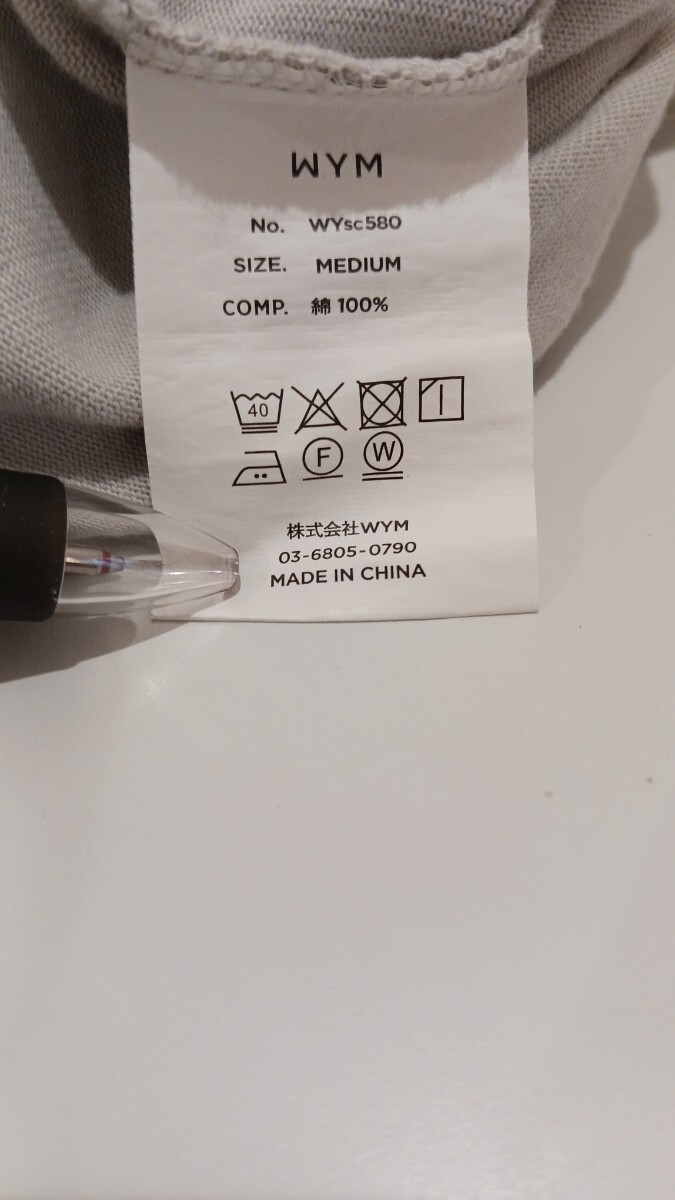 WYM
No. WYsc580
SIZE. MEDIUM
COMP. 綿 100%
40
F W
株式会社WYM
03-6805-0790
MADE IN CHINA